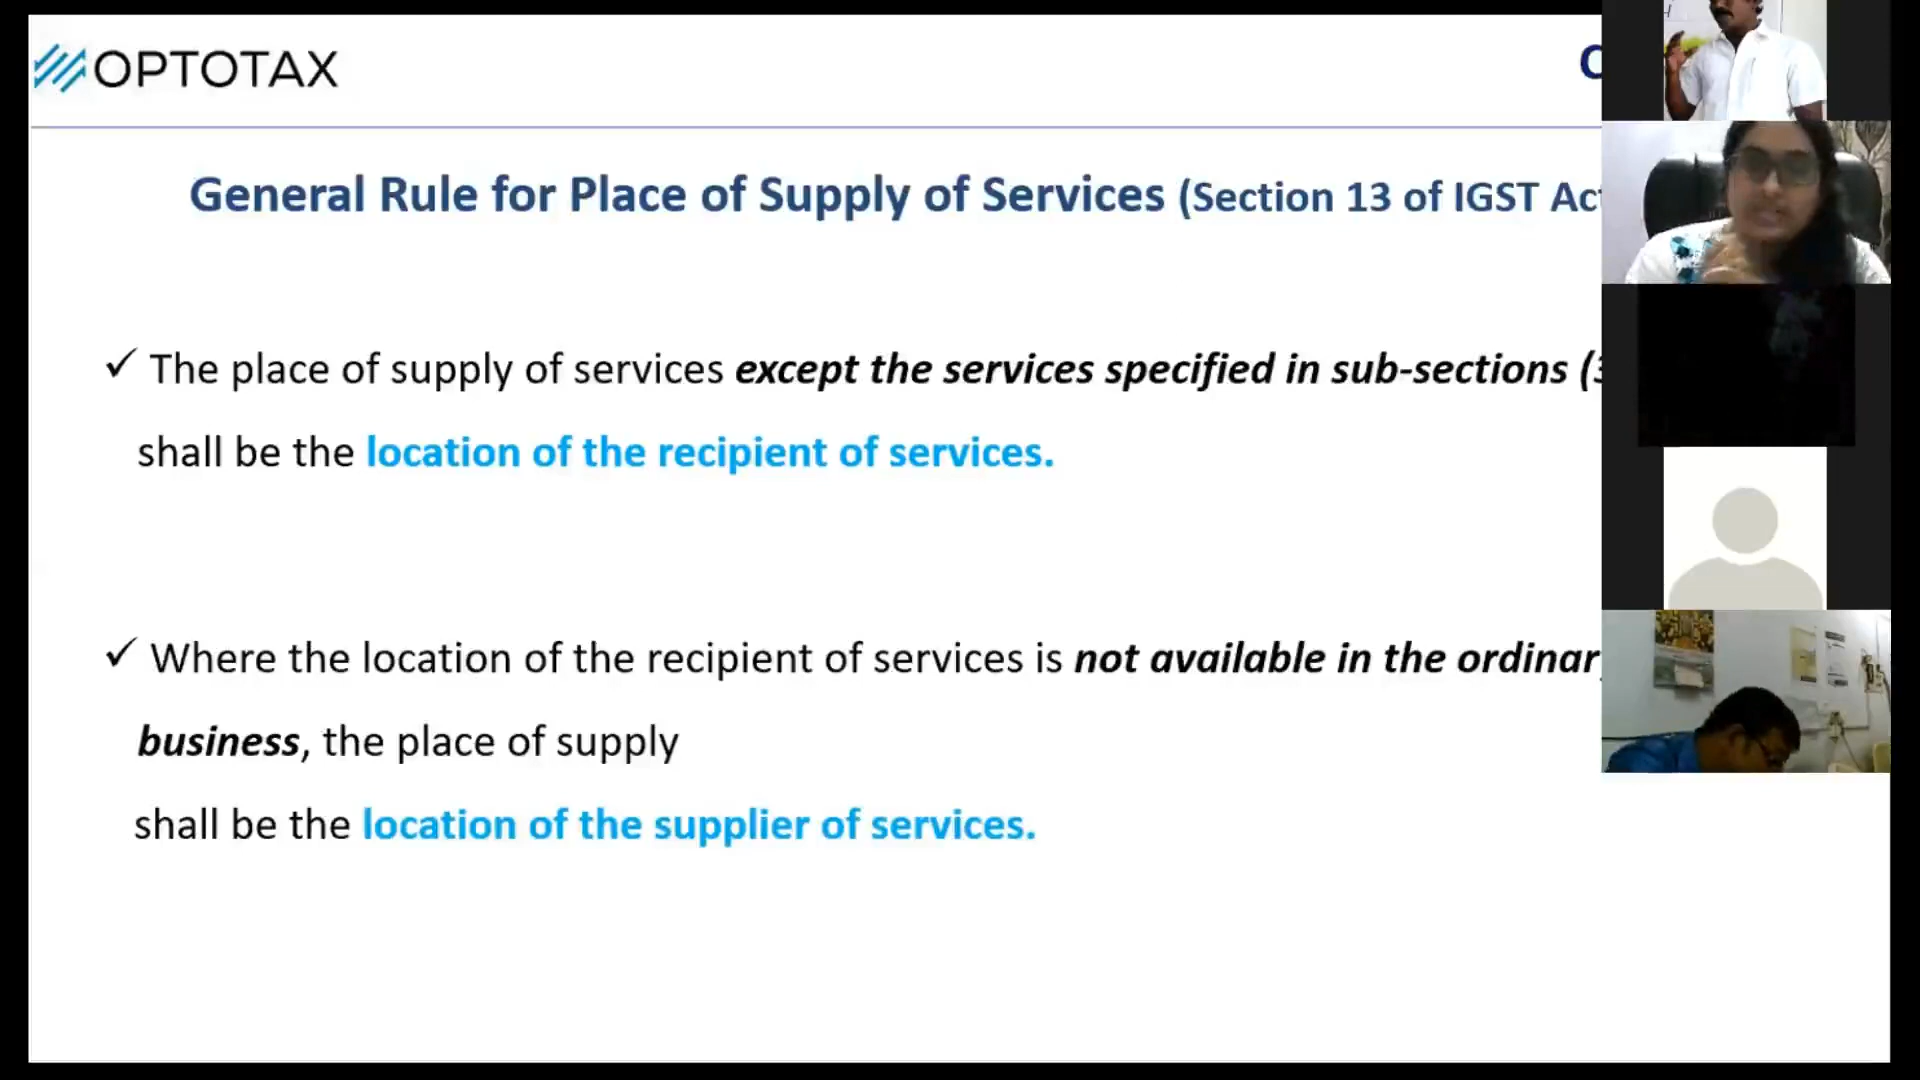 OPTOTAX
General Rule for Place of Supply of Services (Section 13 of IGST Act
✓ The place of supply of services except the services specified in sub-sections (3
shall be the location of the recipient of services.
✓ Where the location of the recipient of services is not available in the ordinary
business, the place of supply
shall be the location of the supplier of services.